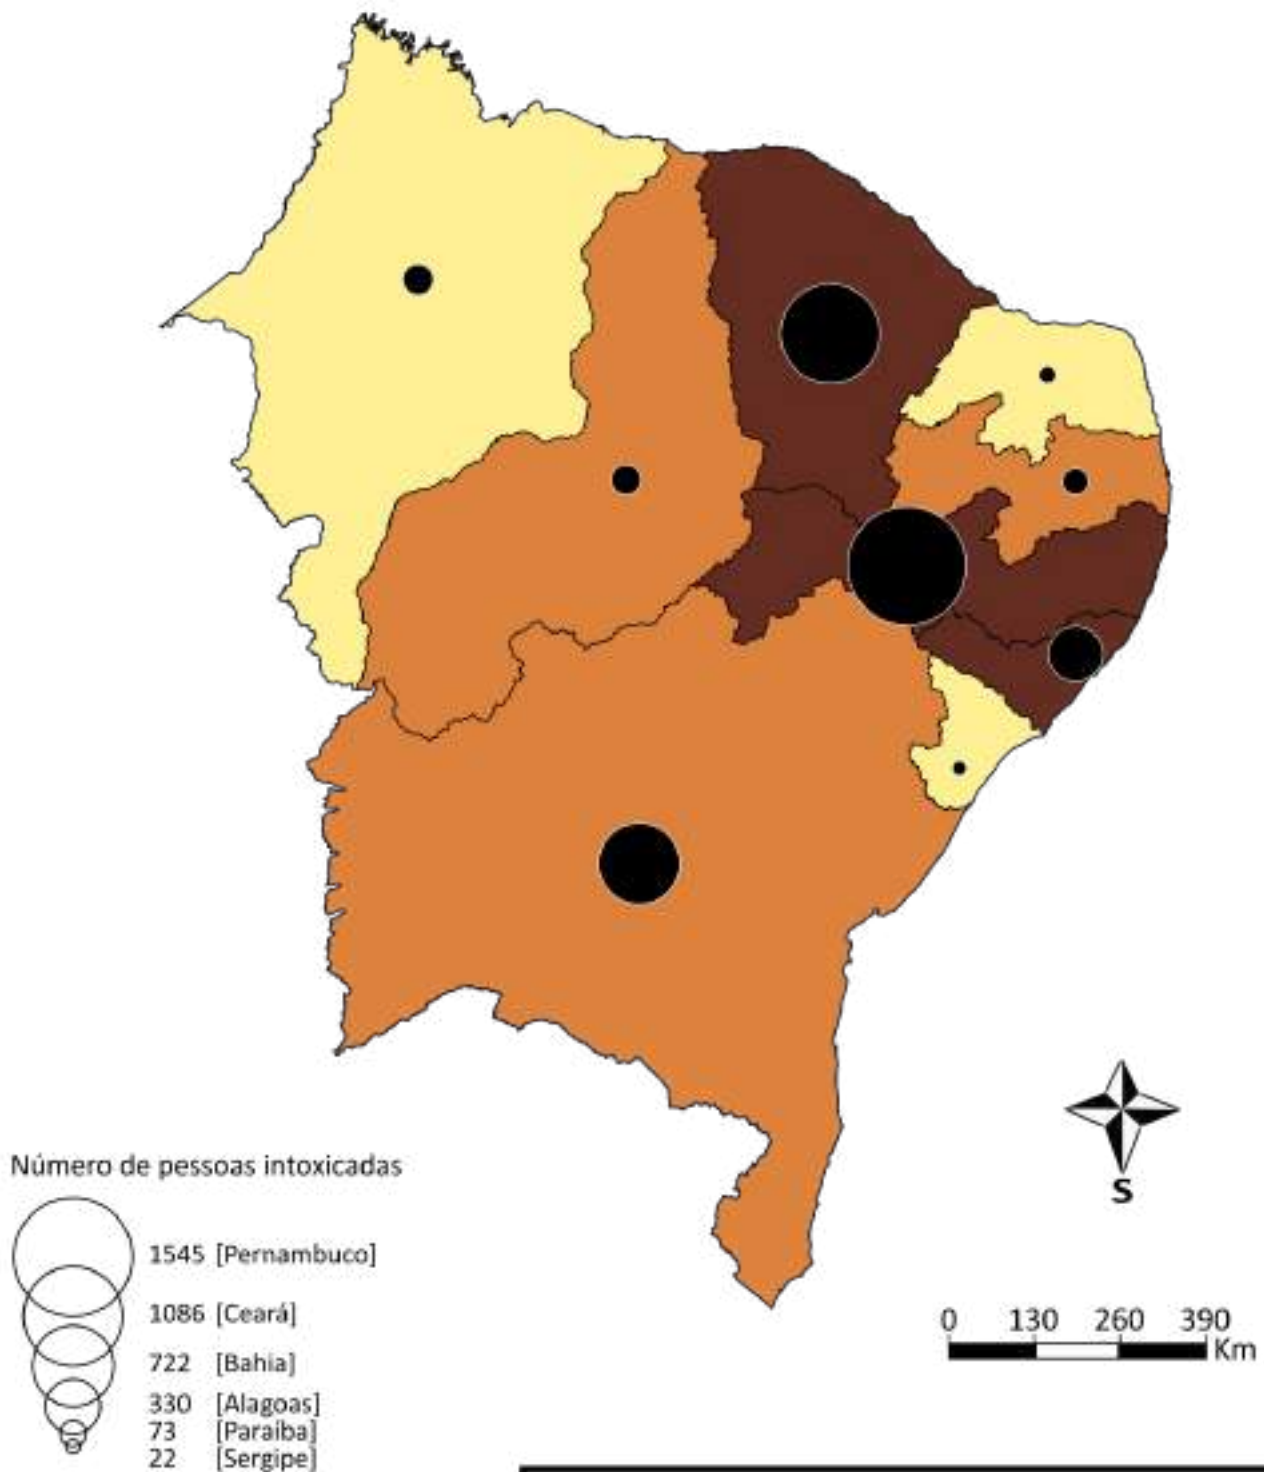 S
Número de pessoas intoxicadas
1545 [Pernambuco]
1086 [Ceará]
722 [Bahia]
330 [Alagoas]
73 [Paraíba]
22 [Sergipe]
0 130 260 390
Km